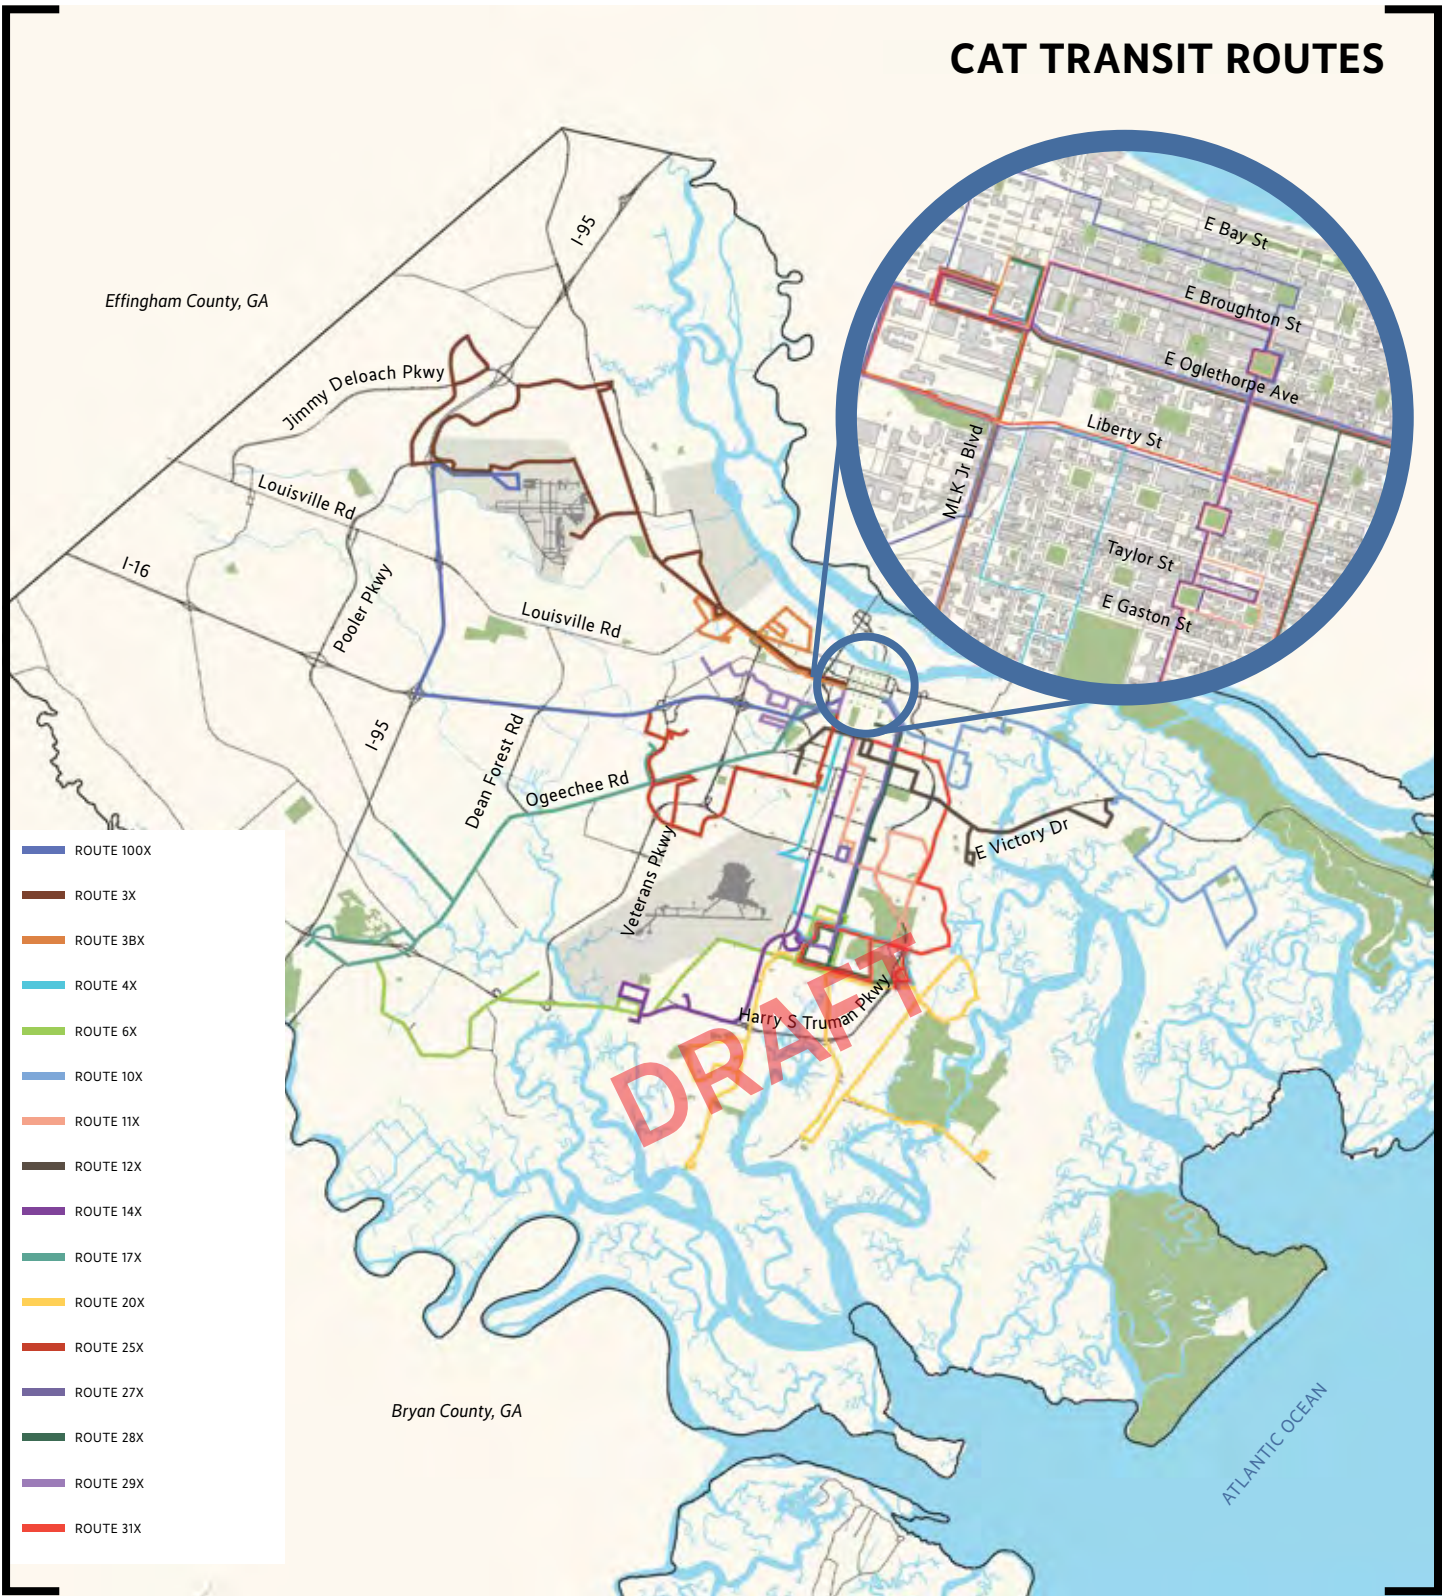 CAT TRANSIT ROUTES
Effingham County, GA
I-95
Jimmy Deloach Pkwy
Louisville Rd
I-16
Pooler Pkwy
Louisville Rd
I-95
Dean Forest Rd
Ogeechee Rd
Veterans Pkwy
E Victory Dr
Harry S Truman Pkwy
E Bay St
E Broughton St
E Oglethorpe Ave
Liberty St
MLK Jr Blvd
Taylor St
E Gaston St
DRAFT
ROUTE 100X
ROUTE 3X
ROUTE 3BX
ROUTE 4X
ROUTE 6X
ROUTE 10X
ROUTE 11X
ROUTE 12X
ROUTE 14X
ROUTE 17X
ROUTE 20X
ROUTE 25X
ROUTE 27X
ROUTE 28X
ROUTE 29X
ROUTE 31X
Bryan County, GA
ATLANTIC OCEAN